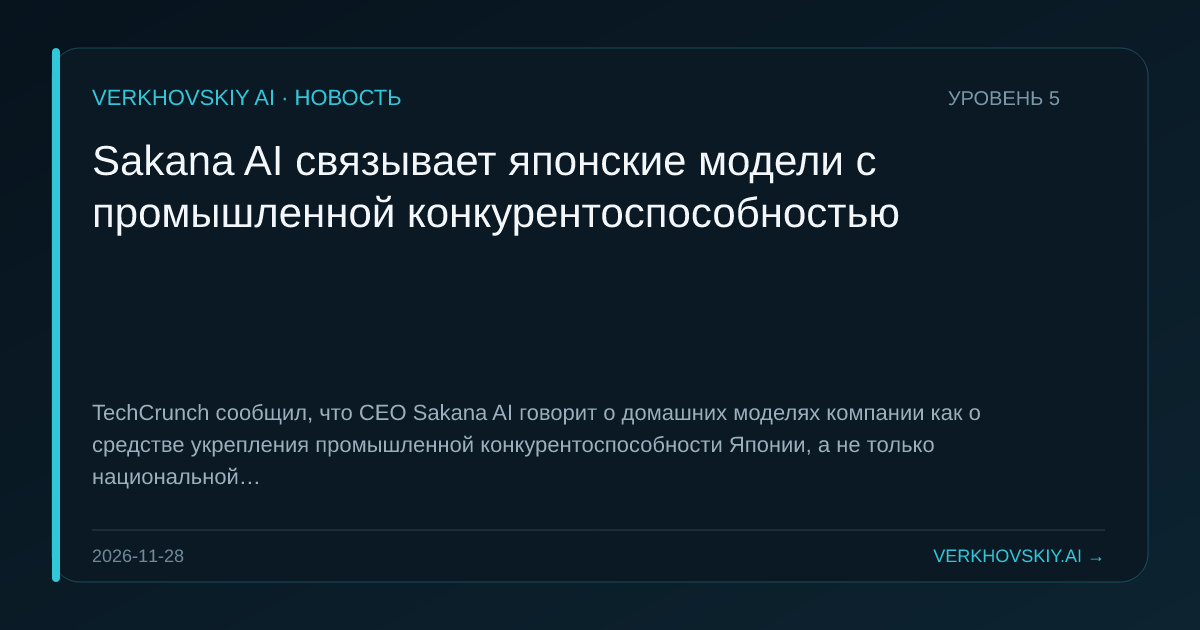 VERKHOVSKIY AI · НОВОСТЬ
УРОВЕНЬ 5
Sakana AI связывает японские модели с
промышленной конкурентоспособностью
TechCrunch сообщил, что CEO Sakana AI говорит о домашних моделях компании как о
средстве укрепления промышленной конкурентоспособности Японии, а не только
национальной…
2026-11-28
VERKHOVSKIY.AI →